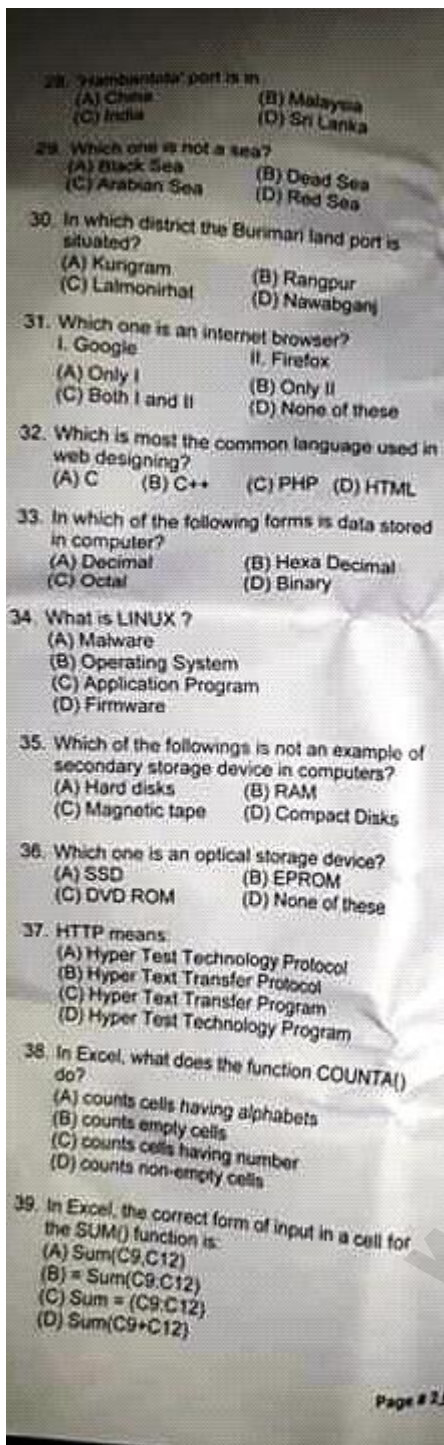 28. 'Hambantota' port is in
(A) China (B) Malaysia
(C) India (D) Sri Lanka
29. Which one is not a sea?
(A) Black Sea (B) Dead Sea
(C) Arabian Sea (D) Red Sea
30. In which district the Burimari land port is
situated?
(A) Kurigram (B) Rangpur
(C) Lalmonirhat (D) Nawabganj
31. Which one is an internet browser?
I. Google II. Firefox
(A) Only I (B) Only II
(C) Both I and II (D) None of these
32. Which is most the common language used in
web designing?
(A) C (B) C++ (C) PHP (D) HTML
33. In which of the following forms is data stored
in computer?
(A) Decimal (B) Hexa Decimal
(C) Octal (D) Binary
34. What is LINUX ?
(A) Malware
(B) Operating System
(C) Application Program
(D) Firmware
35. Which of the followings is not an example of
secondary storage device in computers?
(A) Hard disks (B) RAM
(C) Magnetic tape (D) Compact Disks
36. Which one is an optical storage device?
(A) SSD (B) EPROM
(C) DVD ROM (D) None of these
37. HTTP means:
(A) Hyper Test Technology Protocol
(B) Hyper Text Transfer Protocol
(C) Hyper Text Transfer Program
(D) Hyper Test Technology Program
38. In Excel, what does the function COUNTA()
do?
(A) counts cells having alphabets
(B) counts empty cells
(C) counts cells having number
(D) counts non-empty cells
39. In Excel, the correct form of input in a cell for
the SUM() function is:
(A) Sum(C9,C12)
(B) = Sum(C9:C12)
(C) Sum = (C9:C12)
(D) Sum(C9+C12)
Page #